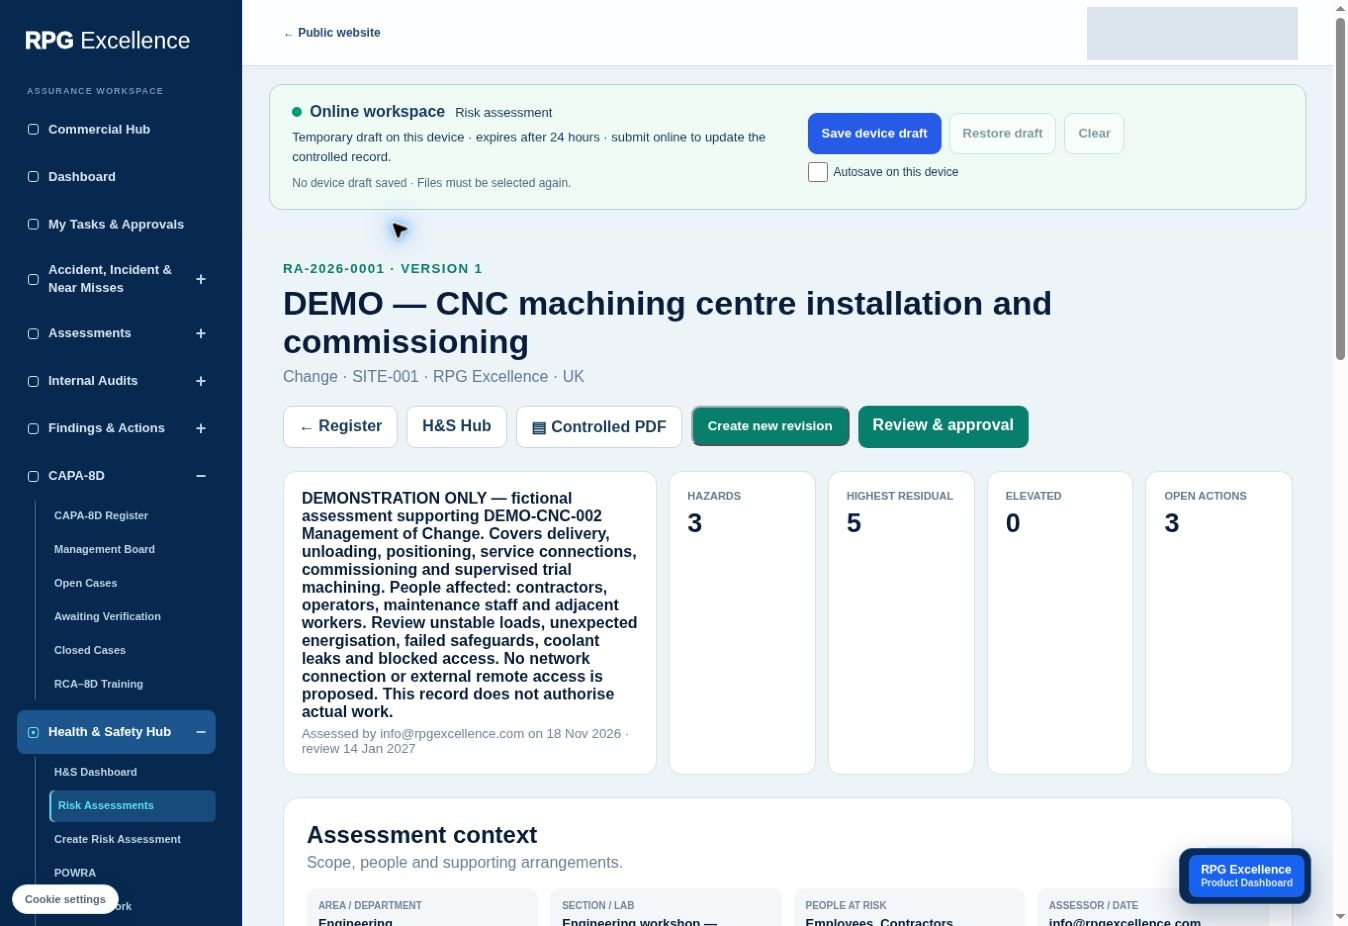 RPG Excellence
ASSURANCE WORKSPACE
Commercial Hub
Dashboard
My Tasks & Approvals
Accident, Incident &
Near Misses
+
Assessments
+
Internal Audits
+
Findings & Actions
+
CAPA-8D
−
CAPA-8D Register
Management Board
Open Cases
Awaiting Verification
Closed Cases
RCA–8D Training
Health & Safety Hub
−
H&S Dashboard
Risk Assessments
Create Risk Assessment
POWRA
ork
Cookie settings
← Public website
Online workspace Risk assessment
Temporary draft on this device · expires after 24 hours · submit online to update the
controlled record.
No device draft saved · Files must be selected again.
Save device draft
Restore draft
Clear
Autosave on this device
RA-2026-0001 · VERSION 1
DEMO — CNC machining centre installation and
commissioning
Change · SITE-001 · RPG Excellence · UK
← Register
H&S Hub
▤ Controlled PDF
Create new revision
Review & approval
DEMONSTRATION ONLY — fictional
assessment supporting DEMO-CNC-002
Management of Change. Covers delivery,
unloading, positioning, service connections,
commissioning and supervised trial
machining. People affected: contractors,
operators, maintenance staff and adjacent
workers. Review unstable loads, unexpected
energisation, failed safeguards, coolant
leaks and blocked access. No network
connection or external remote access is
proposed. This record does not authorise
actual work.
Assessed by info@rpgexcellence.com on 18 Nov 2026 ·
review 14 Jan 2027
HAZARDS
3
HIGHEST RESIDUAL
5
ELEVATED
0
OPEN ACTIONS
3
Assessment context
Scope, people and supporting arrangements.
AREA / DEPARTMENT
Engineering
SECTION / LAB
Engineering workshop —
PEOPLE AT RISK
Employees, Contractors,
ASSESSOR / DATE
info@rpgexcellence.com
RPG Excellence
Product Dashboard